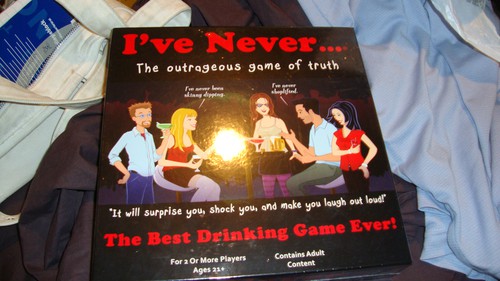 I've Never...
The outrageous game of truth
I've never been
skinny dipping.
I've never
shoplifted.
"It will surprise you, shock you, and make you laugh out loud!"
The Best Drinking Game Ever!
For 2 Or More Players
Ages 21+
Contains Adult
Content